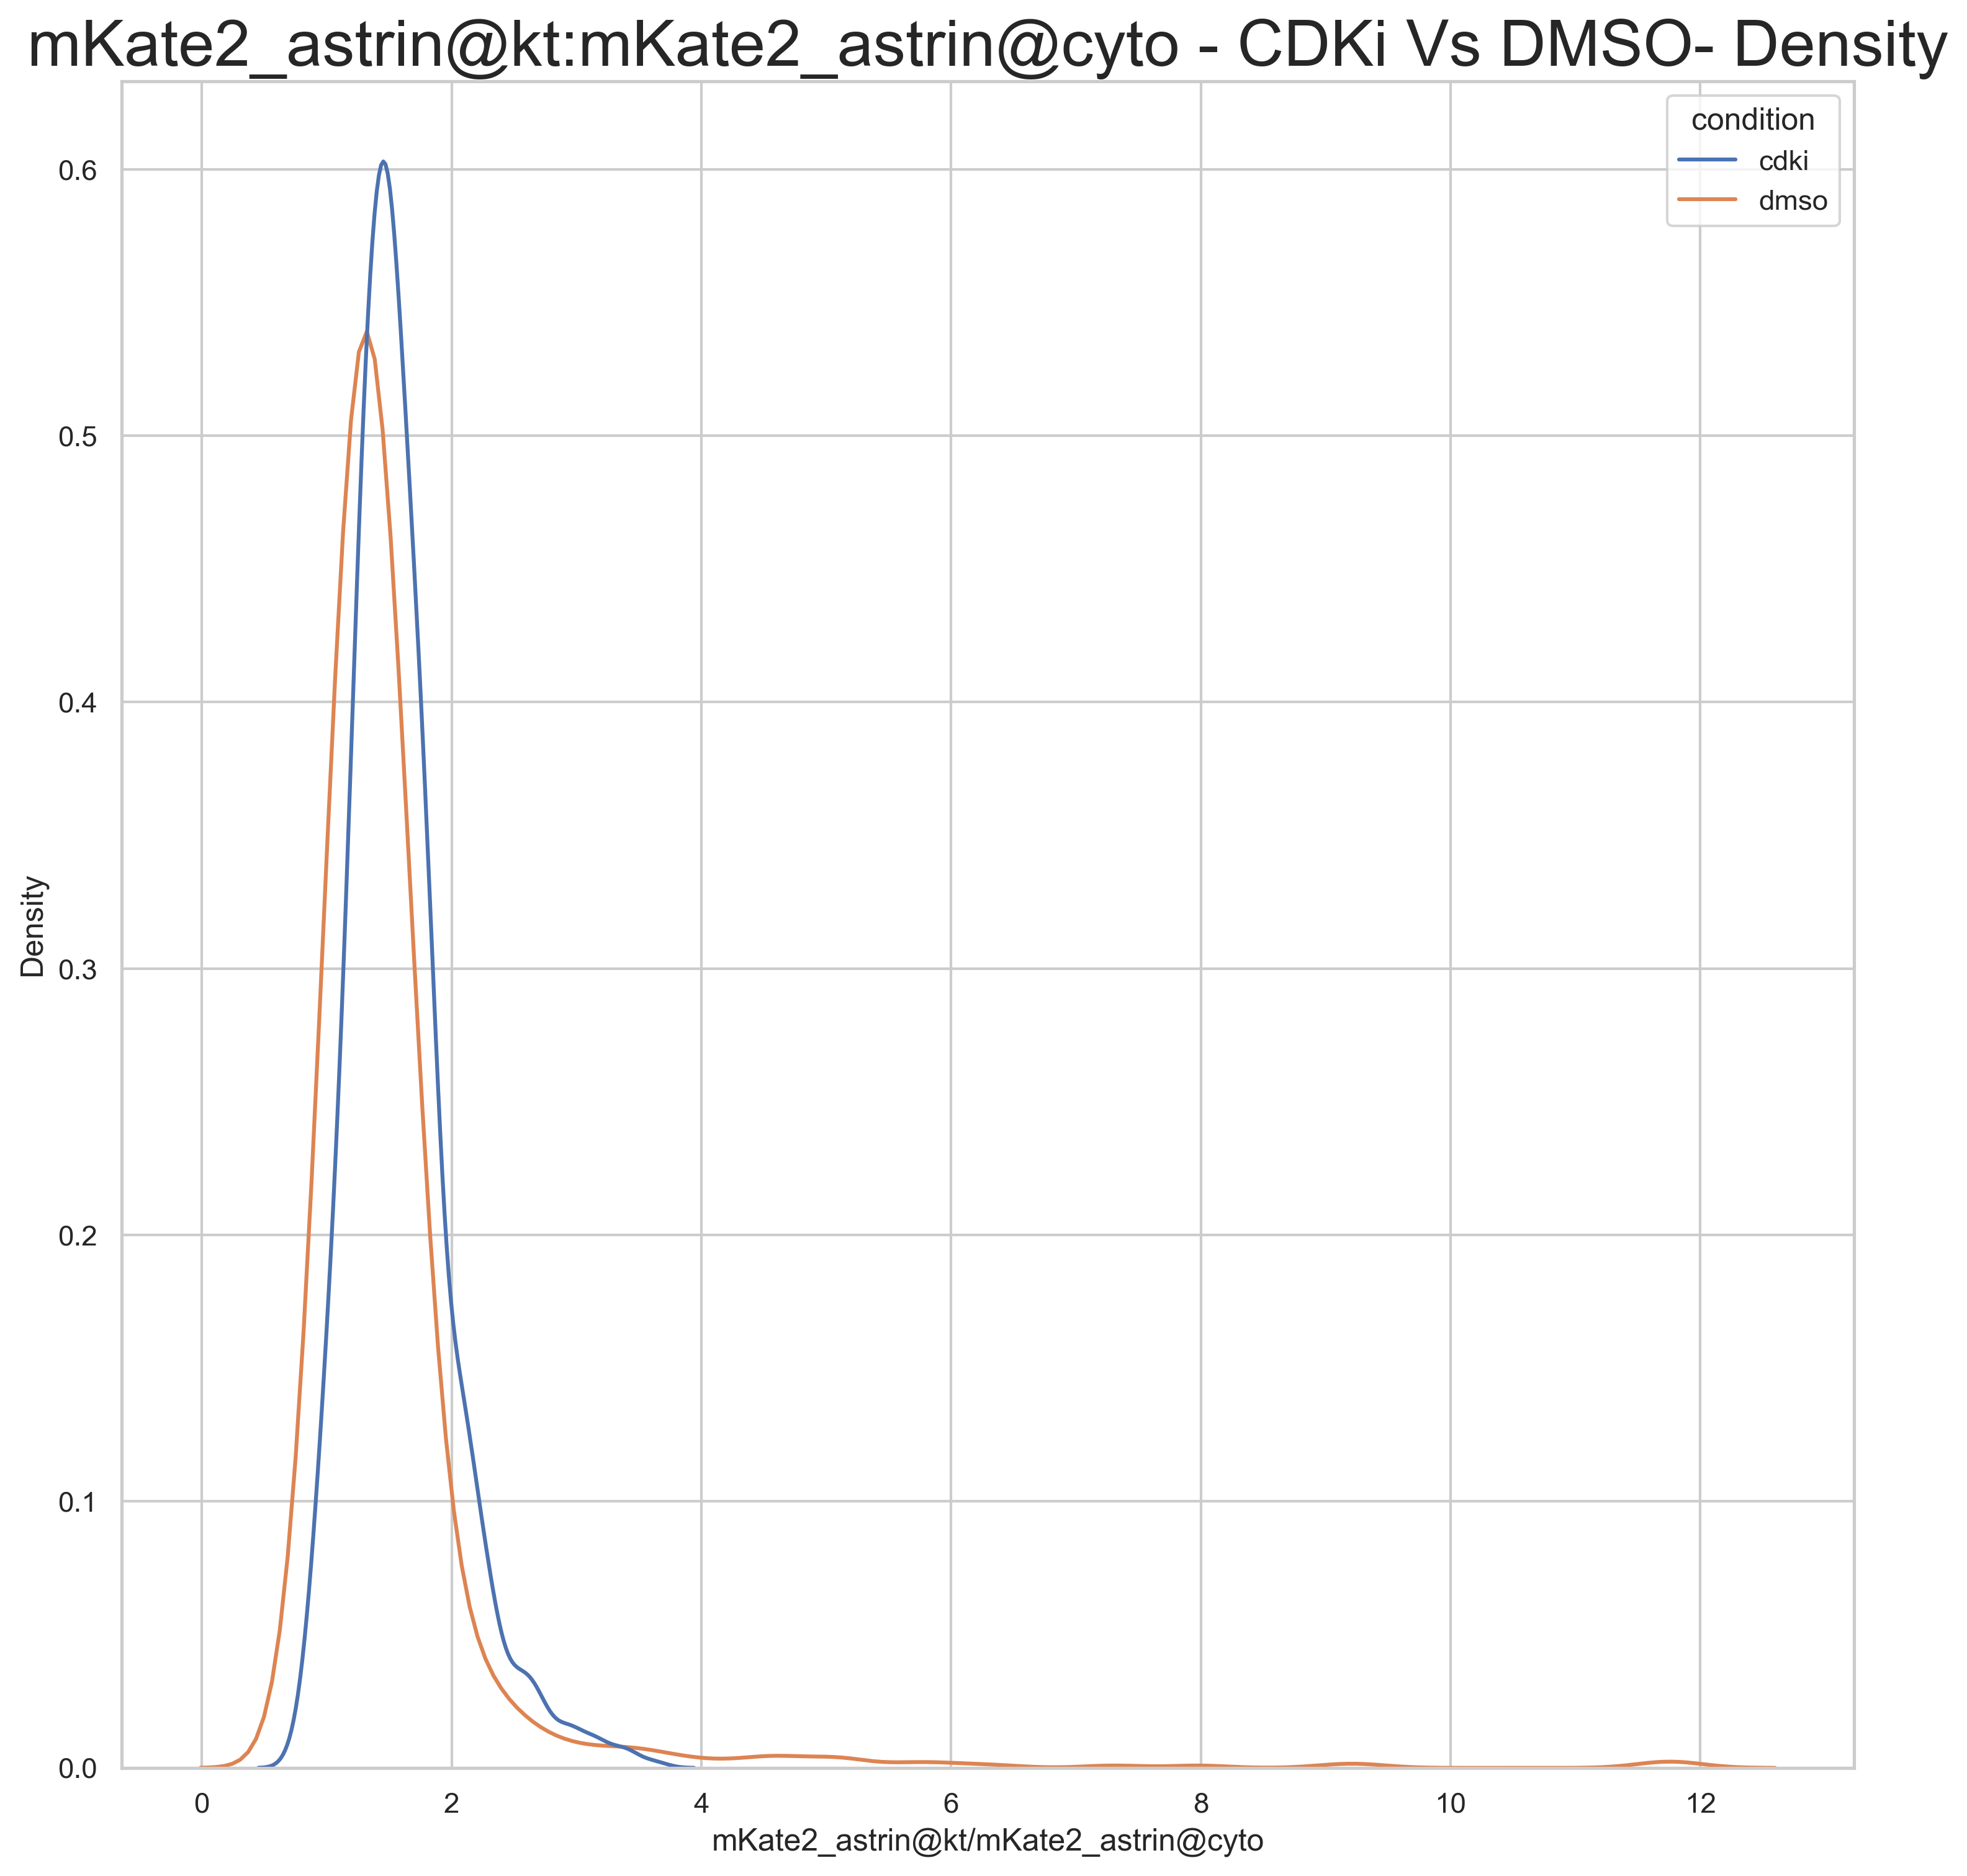 mKate2_astrin@kt:mKate2_astrin@cyto - CDKi Vs DMSO- Density
condition
cdki
dmso
0.6
0.5
0.4
0.3
0.2
0.1
0.0
Density
0 2 4 6 8 10 12
mKate2_astrin@kt/mKate2_astrin@cyto